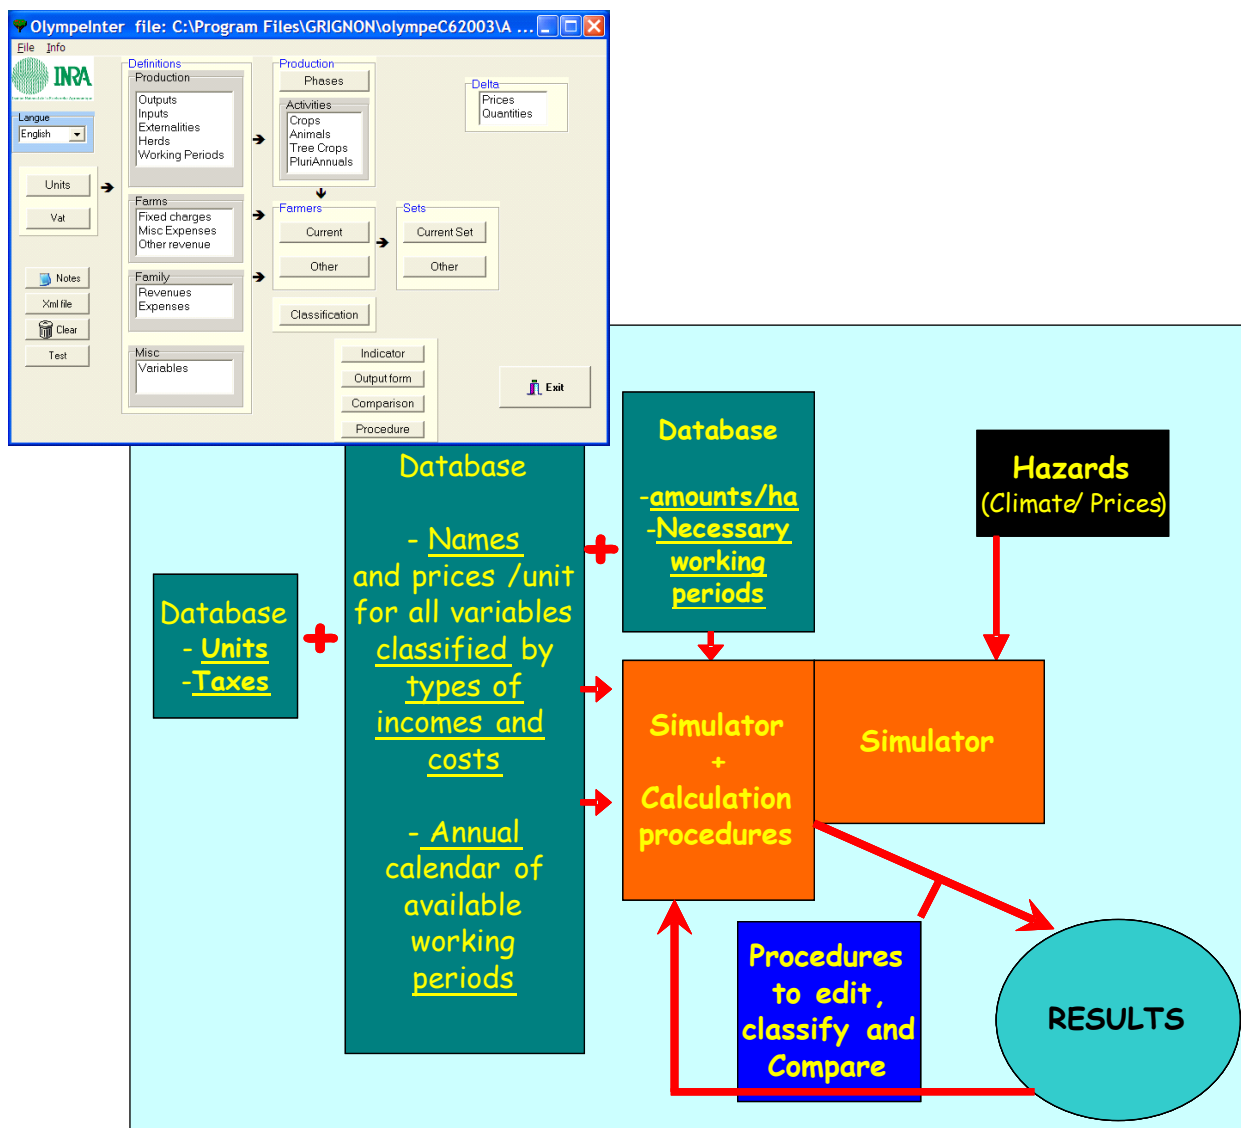 OlympeInter file: C:\Program Files\GRIGNON\olympeC62003\A ...
File Info
INRA
Langue
English
Units
Vat
Notes
Xml file
Clear
Test
Definitions
Production
Outputs
Inputs
Externalities
Herds
Working Periods
Farms
Fixed charges
Misc Expenses
Other revenue
Family
Revenues
Expenses
Misc
Variables
Production
Phases
Activities
Crops
Animals
Tree Crops
PluriAnnuals
Farmers
Current
Other
Sets
Current Set
Other
Classification
Delta
Prices
Quantities
Indicator
Output form
Comparison
Procedure
Exit
Database
- Units
-Taxes
Database
- Names
and prices /unit
for all variables
classified by
types of
incomes and
costs
- Annual
calendar of
available
working
periods
Database
-amounts/ha
-Necessary
working
periods
Hazards
(Climate/ Prices)
Simulator
+
Calculation
procedures
Simulator
Procedures
to edit,
classify and
Compare
RESULTS